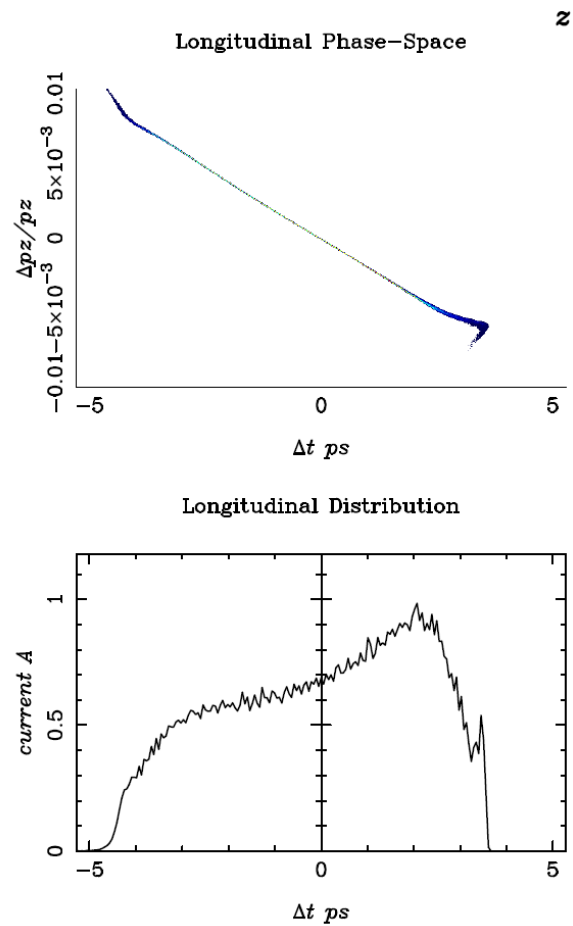 z
Longitudinal Phase-Space
Δpz/pz
0.01
5×10⁻³
0
−5×10⁻³
−0.01
−5
0
5
Δt ps
Longitudinal Distribution
current A
1
0.5
0
−5
0
5
Δt ps